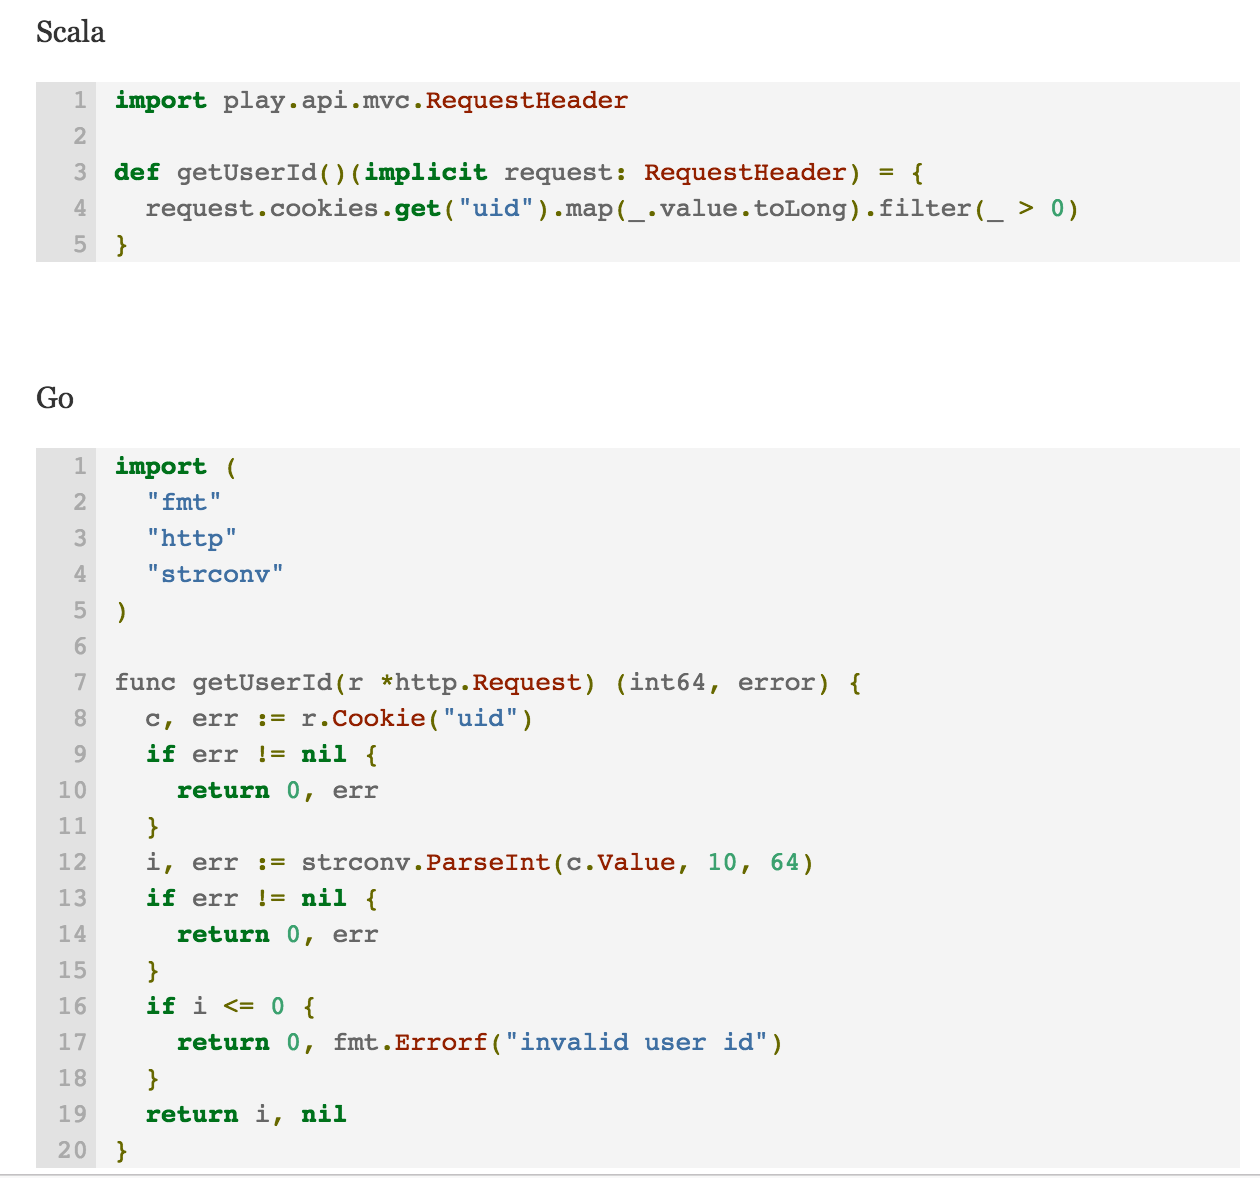 Scala
1 import play.api.mvc.RequestHeader
2
3 def getUserId()(implicit request: RequestHeader) = {
4   request.cookies.get("uid").map(_.value.toLong).filter(_ > 0)
5 }
Go
1 import (
2   "fmt"
3   "http"
4   "strconv"
5 )
6
7 func getUserId(r *http.Request) (int64, error) {
8   c, err := r.Cookie("uid")
9   if err != nil {
10     return 0, err
11   }
12   i, err := strconv.ParseInt(c.Value, 10, 64)
13   if err != nil {
14     return 0, err
15   }
16   if i <= 0 {
17     return 0, fmt.Errorf("invalid user id")
18   }
19   return i, nil
20 }